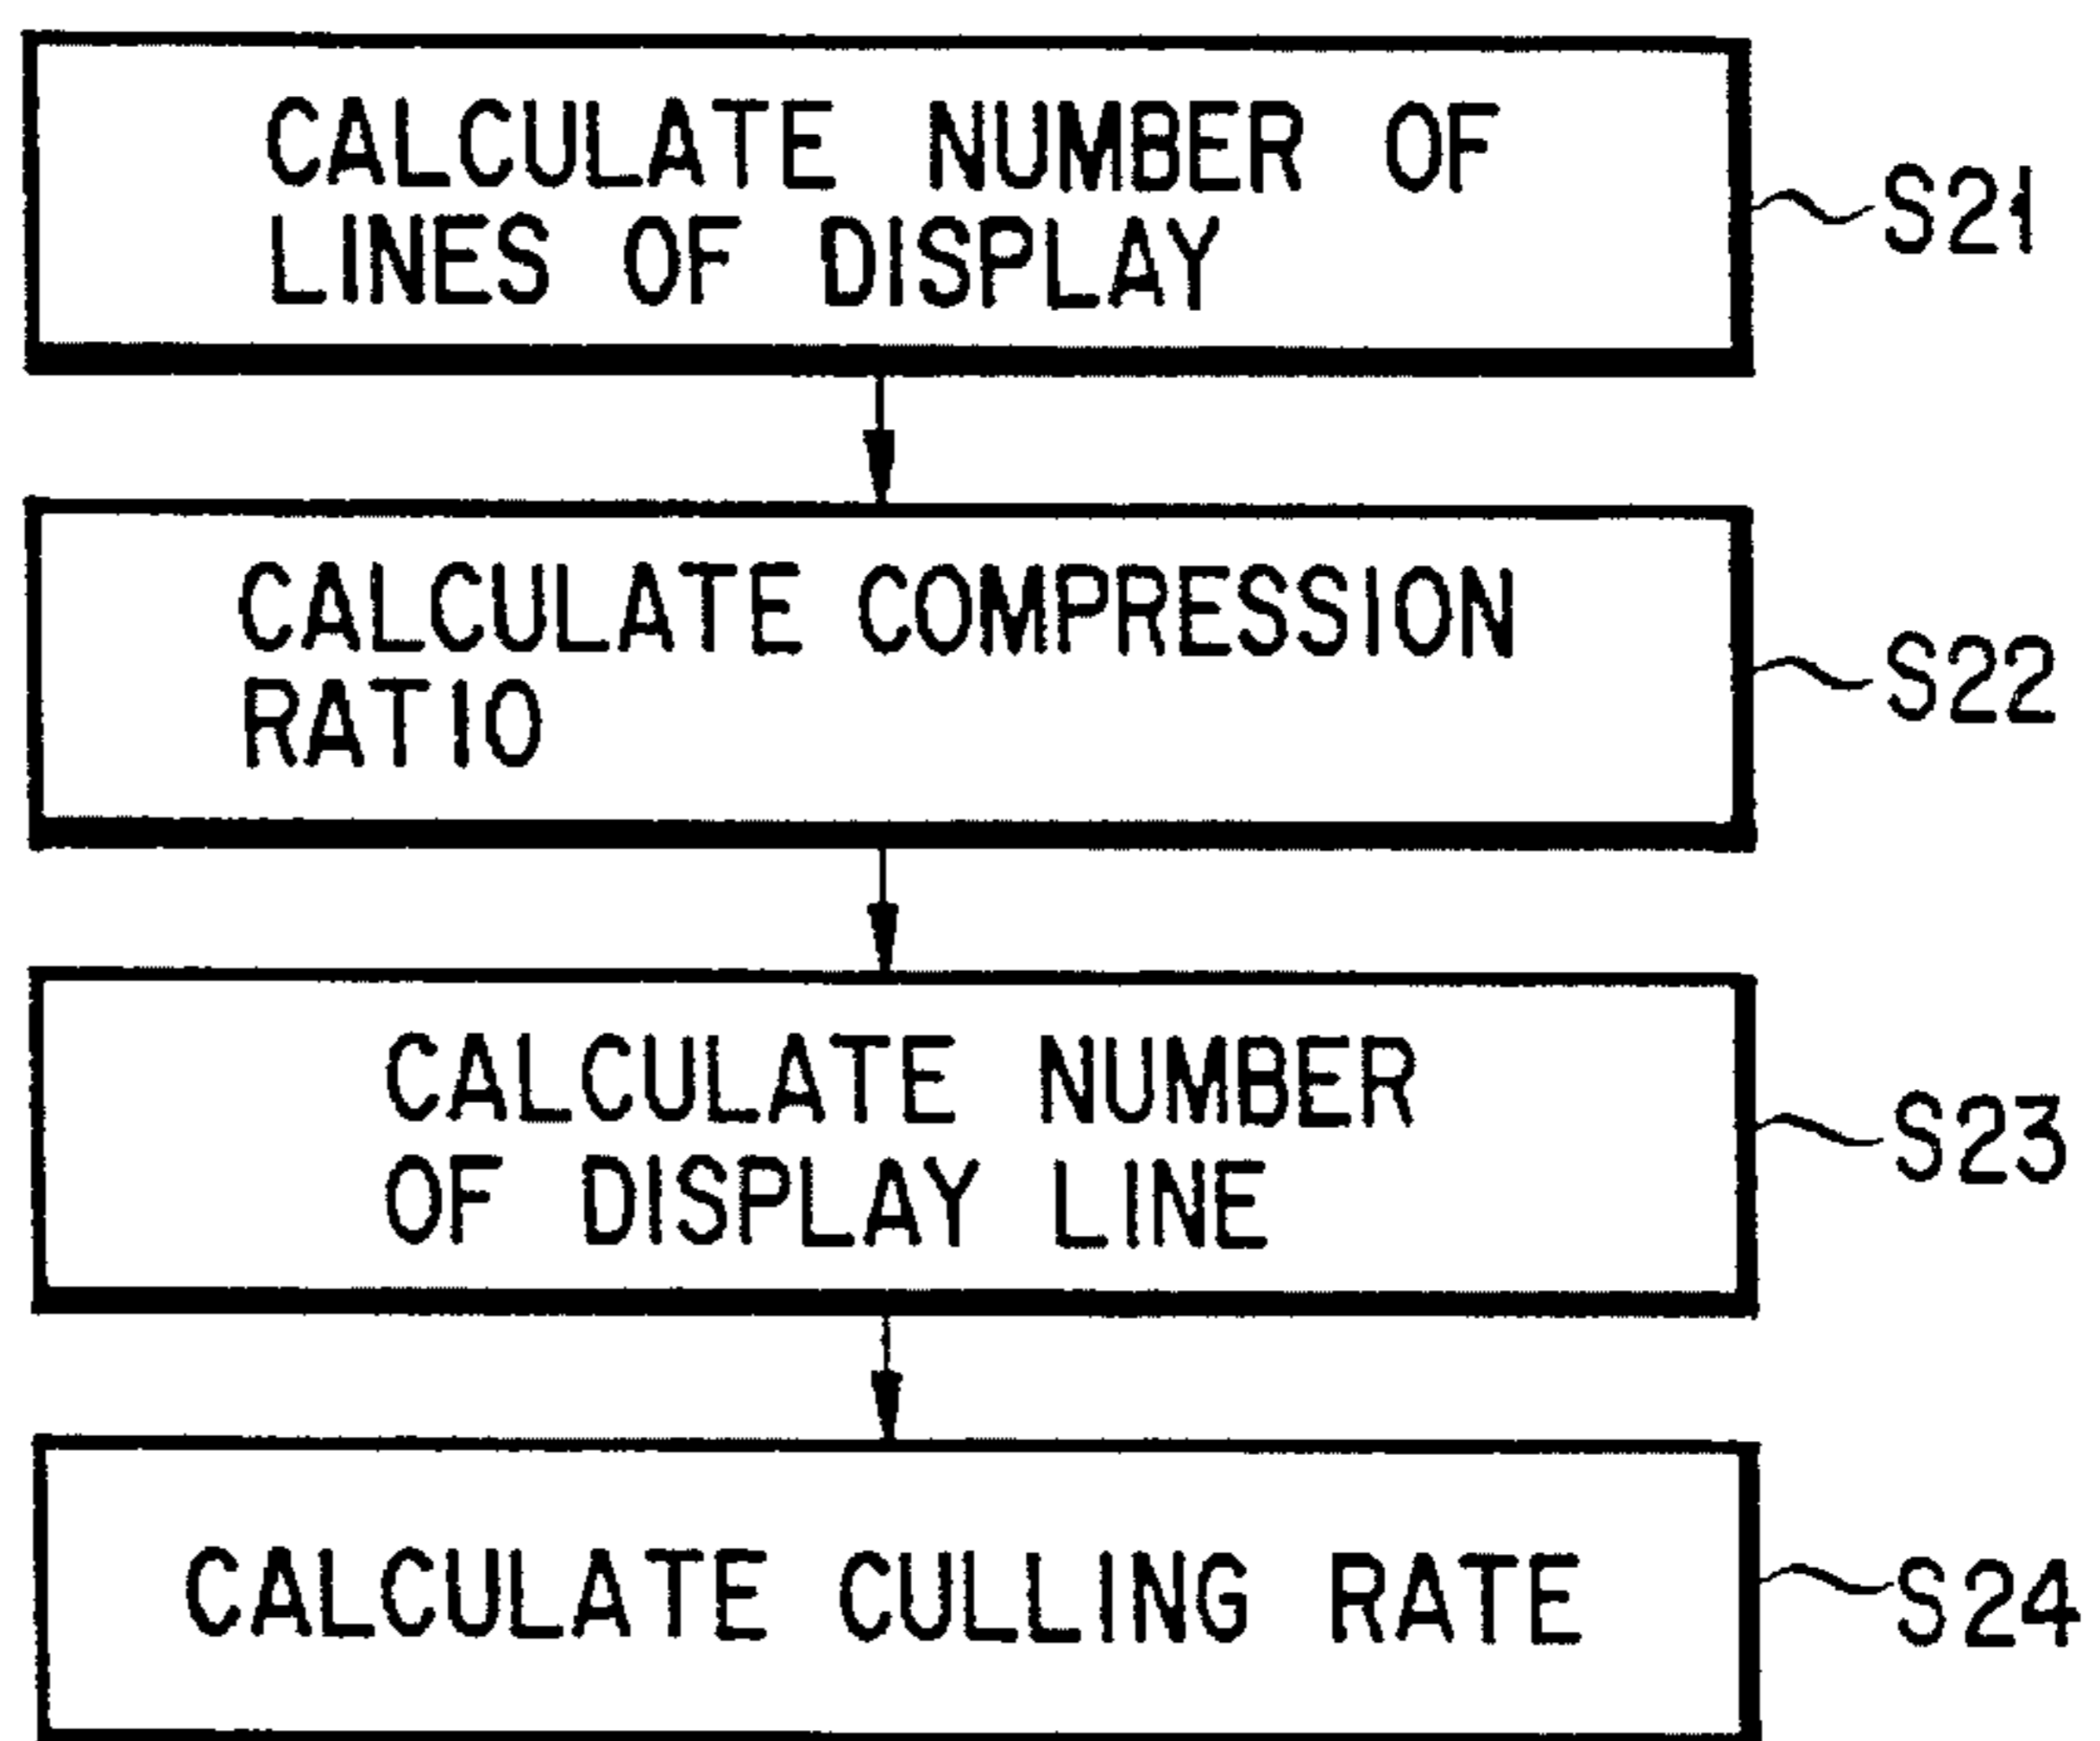 CALCULATE NUMBER OF
LINES OF DISPLAY
S21
CALCULATE COMPRESSION
RATIO
S22
CALCULATE NUMBER
OF DISPLAY LINE
S23
CALCULATE CULLING RATE
S24